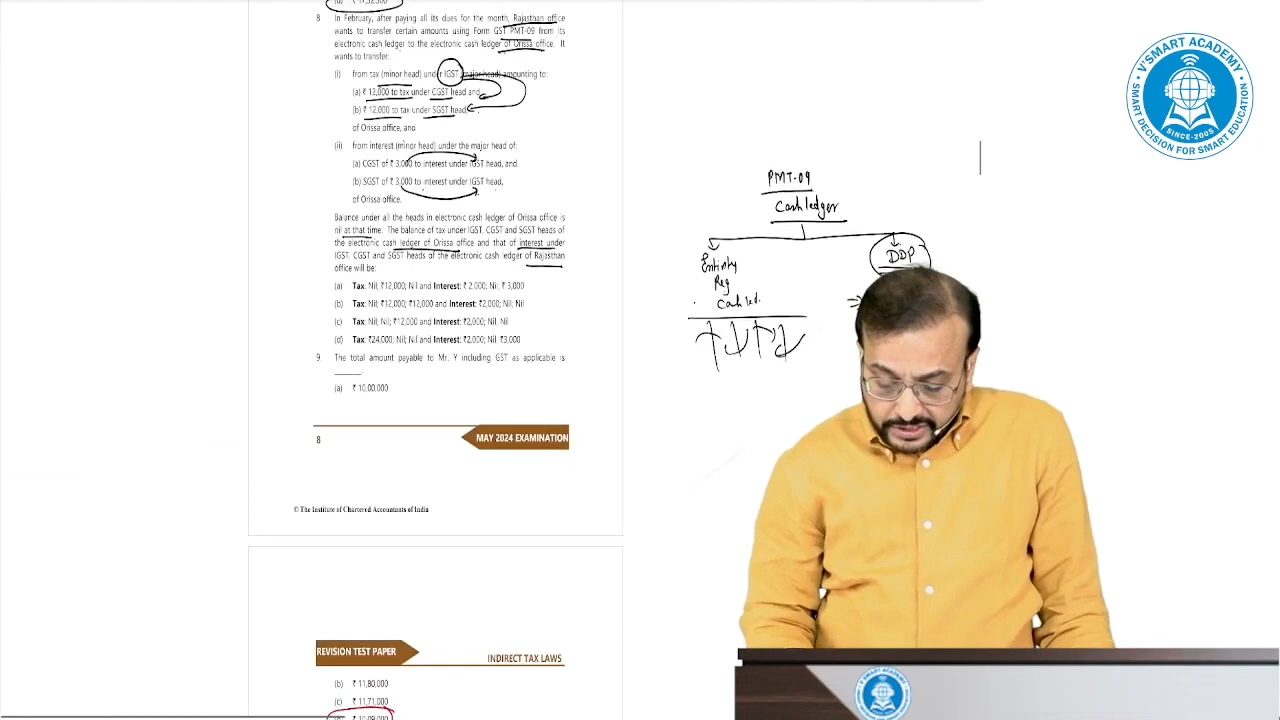 8 In February, after paying all its dues for the month, Rajasthan office
wants to transfer certain amounts using Form GST PMT-09 from its
electronic cash ledger to the electronic cash ledger of Orissa office. It
wants to transfer:
(i) from tax (minor head) under IGST (major head) amounting to:
(a) ₹ 12,000 to tax under CGST head and
(b) ₹ 12,000 to tax under SGST head,
of Orissa office, and
(ii) from interest (minor head) under the major head of:
(a) CGST of ₹ 3,000 to interest under IGST head, and
(b) SGST of ₹ 3,000 to interest under IGST head,
of Orissa office.
Balance under all the heads in electronic cash ledger of Orissa office is
nil at that time. The balance of tax under IGST, CGST and SGST heads of
the electronic cash ledger of Orissa office and that of interest under
IGST, CGST and SGST heads of the electronic cash ledger of Rajasthan
office will be:
(a) Tax: Nil; ₹12,000; Nil and Interest: ₹ 2,000; Nil; ₹ 3,000
(b) Tax: Nil; ₹12,000; ₹12,000 and Interest: ₹2,000; Nil; Nil
(c) Tax: Nil; Nil; ₹12,000 and Interest: ₹2,000; Nil; Nil
(d) Tax: ₹24,000; Nil; Nil and Interest: ₹2,000; Nil; ₹3,000
9. The total amount payable to Mr. Y including GST as applicable is
______.
(a) ₹ 10,00,000
8
MAY 2024 EXAMINATION
© The Institute of Chartered Accountants of India
REVISION TEST PAPER
INDIRECT TAX LAWS
(b) ₹ 11,80,000
(c) ₹ 11,71,000
PMT-09
Cash ledger
Entinty
Reg
Cash led.
DDP
V'SMART ACADEMY
SMART DECISION FOR SMART EDUCATION
SINCE-2005